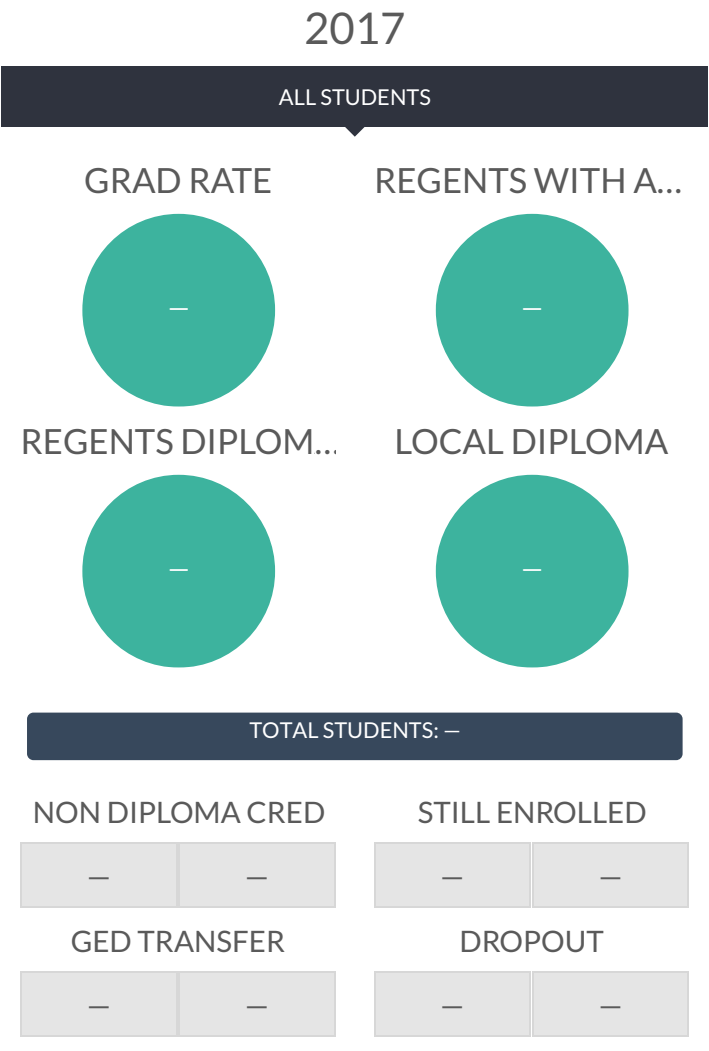 2017
ALL STUDENTS
GRAD RATE
REGENTS WITH A...
—
—
REGENTS DIPLOM...
LOCAL DIPLOMA
—
—
TOTAL STUDENTS: —
NON DIPLOMA CRED
STILL ENROLLED
— —
— —
GED TRANSFER
DROPOUT
— —
— —